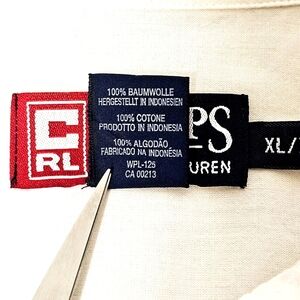 C
RL
100% BAUMWOLLE
HERGESTELLT IN INDONESIEN
100% COTONE
PRODOTTO IN INDONESIA
100% ALGODÃO
FABRICADO NA INDONÉSIA
WPL-125
CA 00213
PS
UREN
XL/